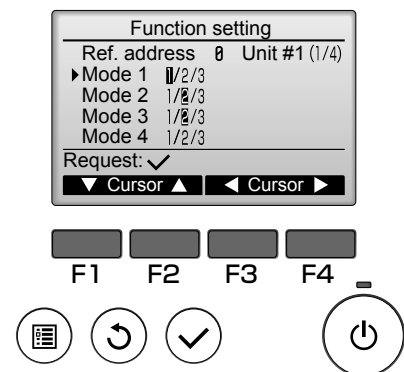 Function setting
Ref. address 0 Unit #1 (1/4)
Mode 1 1/2/3
Mode 2 1/2/3
Mode 3 1/2/3
Mode 4 1/2/3
Request: ✓
▼ Cursor ▲ ◀ Cursor ▶
F1 F2 F3 F4